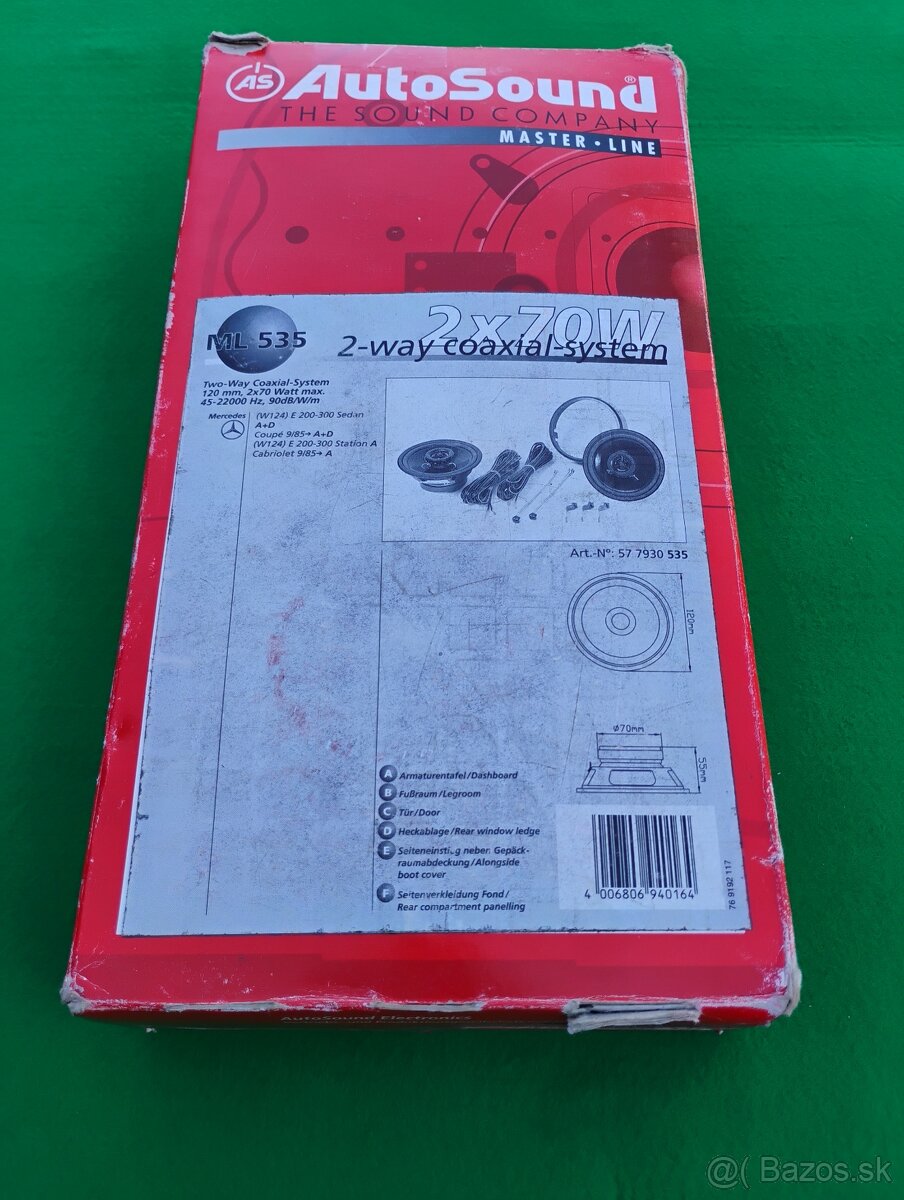 AS AutoSound®
THE SOUND COMPANY
MASTER • LINE
2x70W
ML 535
2-way coaxial-system
Two-Way Coaxial-System
120 mm, 2x70 Watt max.
45-22000 Hz, 90dB/W/m
Mercedes
(W124) E 200-300 Sedan
A+D
Coupé 9/85→ A+D
(W124) E 200-300 Station A
Cabriolet 9/85→ A
Art.-N°: 57 7930 535
120mm
ø70mm
55mm
A Armaturentafel/Dashboard
B Fußraum/Legroom
C Tür/Door
D Heckablage/Rear window ledge
E Seiteneinstieg neben Gepäck-
raumabdeckung/Alongside
boot cover
F Seitenverkleidung Fond/
Rear compartment panelling
4 006806 940164
76 9192 117
AutoSound Electronics
@( Bazos.sk